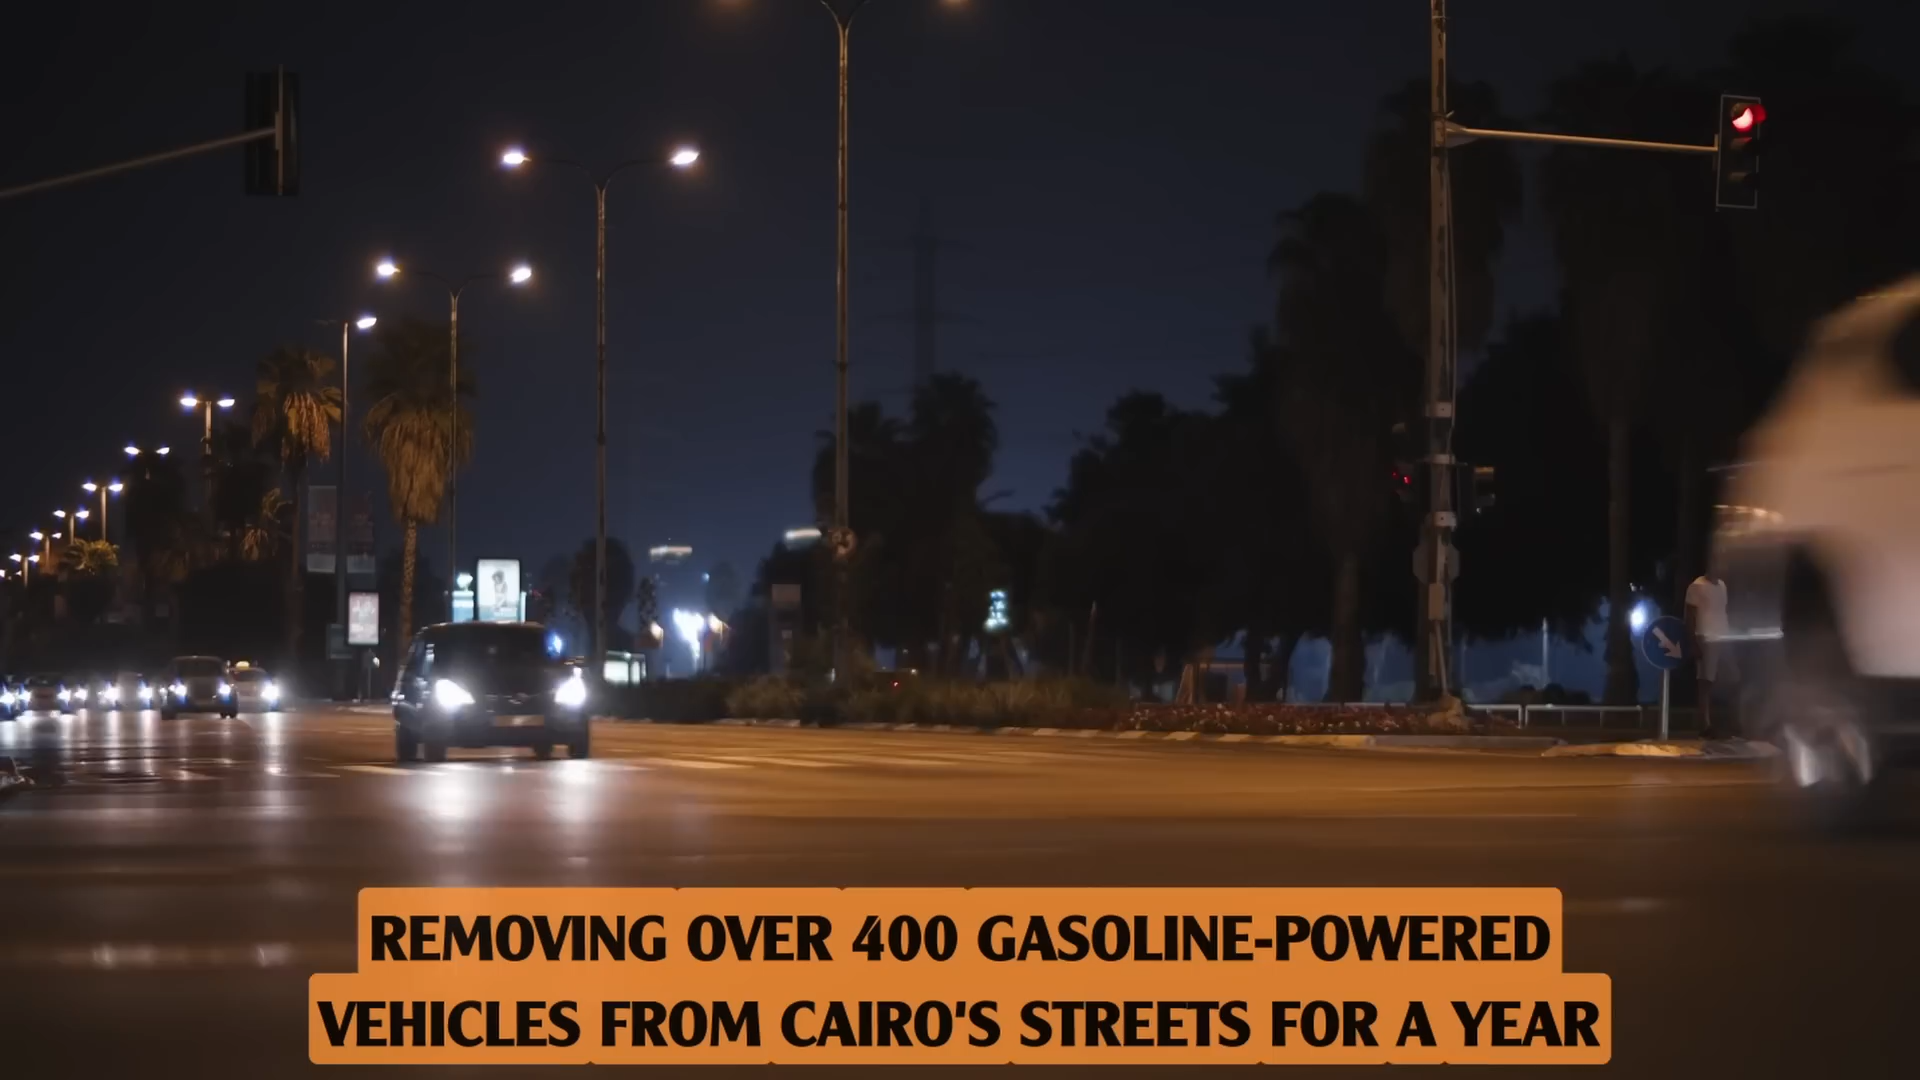 REMOVING OVER 400 GASOLINE-POWERED
VEHICLES FROM CAIRO'S STREETS FOR A YEAR